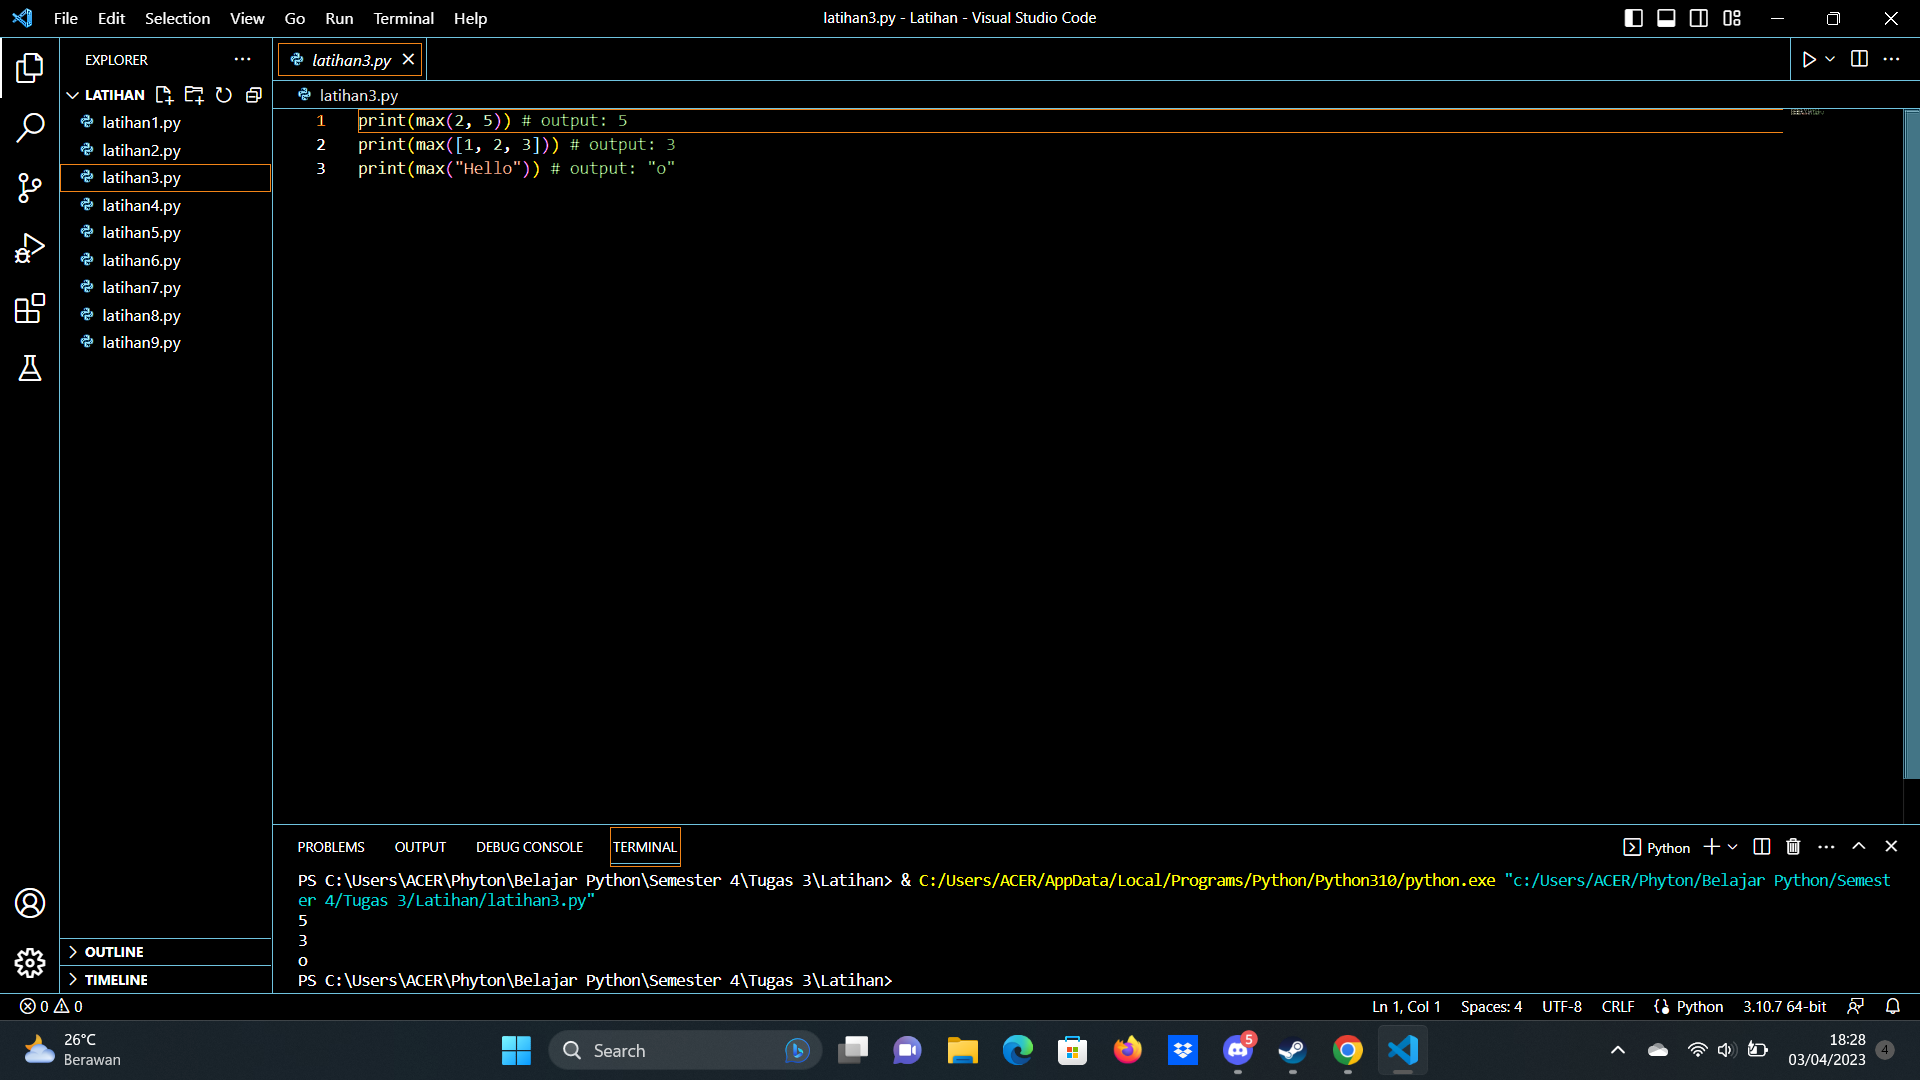 File Edit Selection View Go Run Terminal Help
latihan3.py - Latihan - Visual Studio Code
EXPLORER
LATIHAN
latihan1.py
latihan2.py
latihan3.py
latihan4.py
latihan5.py
latihan6.py
latihan7.py
latihan8.py
latihan9.py
OUTLINE
TIMELINE
latihan3.py
latihan3.py
1 print(max(2, 5)) # output: 5
2 print(max([1, 2, 3])) # output: 3
3 print(max("Hello")) # output: "o"
PROBLEMS OUTPUT DEBUG CONSOLE TERMINAL
Python
PS C:\Users\ACER\Phyton\Belajar Python\Semester 4\Tugas 3\Latihan> & C:/Users/ACER/AppData/Local/Programs/Python/Python310/python.exe "c:/Users/ACER/Phyton/Belajar Python/Semest
er 4/Tugas 3/Latihan/latihan3.py"
5
3
o
PS C:\Users\ACER\Phyton\Belajar Python\Semester 4\Tugas 3\Latihan>
0 0
Ln 1, Col 1 Spaces: 4 UTF-8 CRLF Python 3.10.7 64-bit
26°C
Berawan
Search
5
18:28
03/04/2023
4